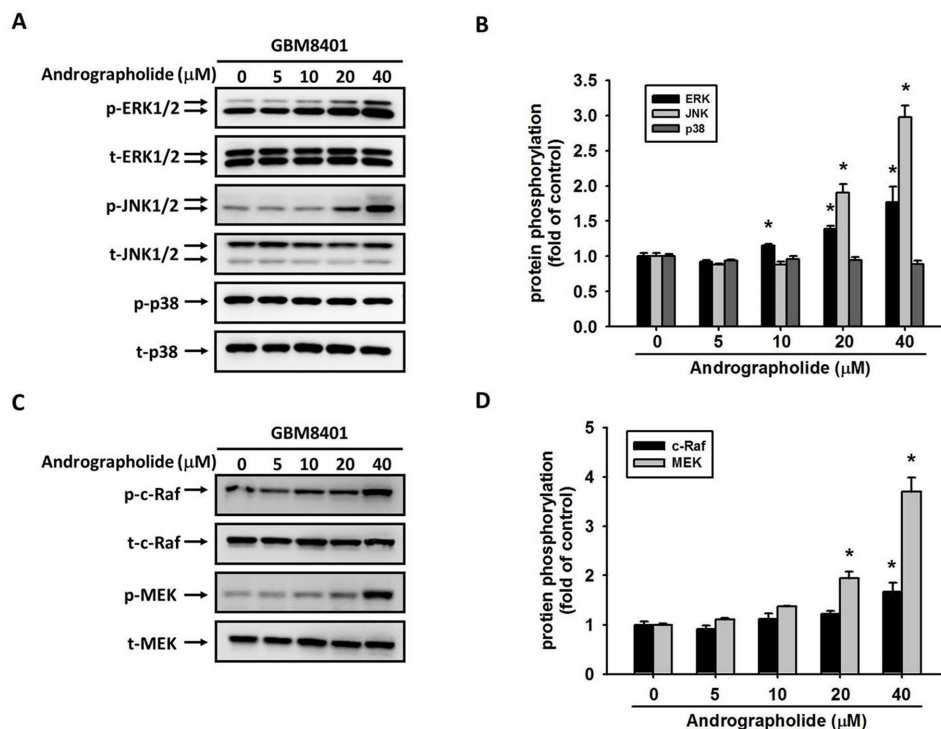 A
GBM8401
Andrographolide (μM) 0 5 10 20 40
p-ERK1/2
t-ERK1/2
p-JNK1/2
t-JNK1/2
p-p38
t-p38
B
protein phosphorylation
(fold of control)
3.5
3.0
2.5
2.0
1.5
1.0
0.5
0.0
ERK
JNK
p38
*
*
*
*
*
0 5 10 20 40
Andrographolide (μM)
C
GBM8401
Andrographolide (μM) 0 5 10 20 40
p-c-Raf
t-c-Raf
p-MEK
t-MEK
D
protien phosphorylation
(fold of control)
5
4
3
2
1
0
c-Raf
MEK
*
*
*
0 5 10 20 40
Andrographolide (μM)